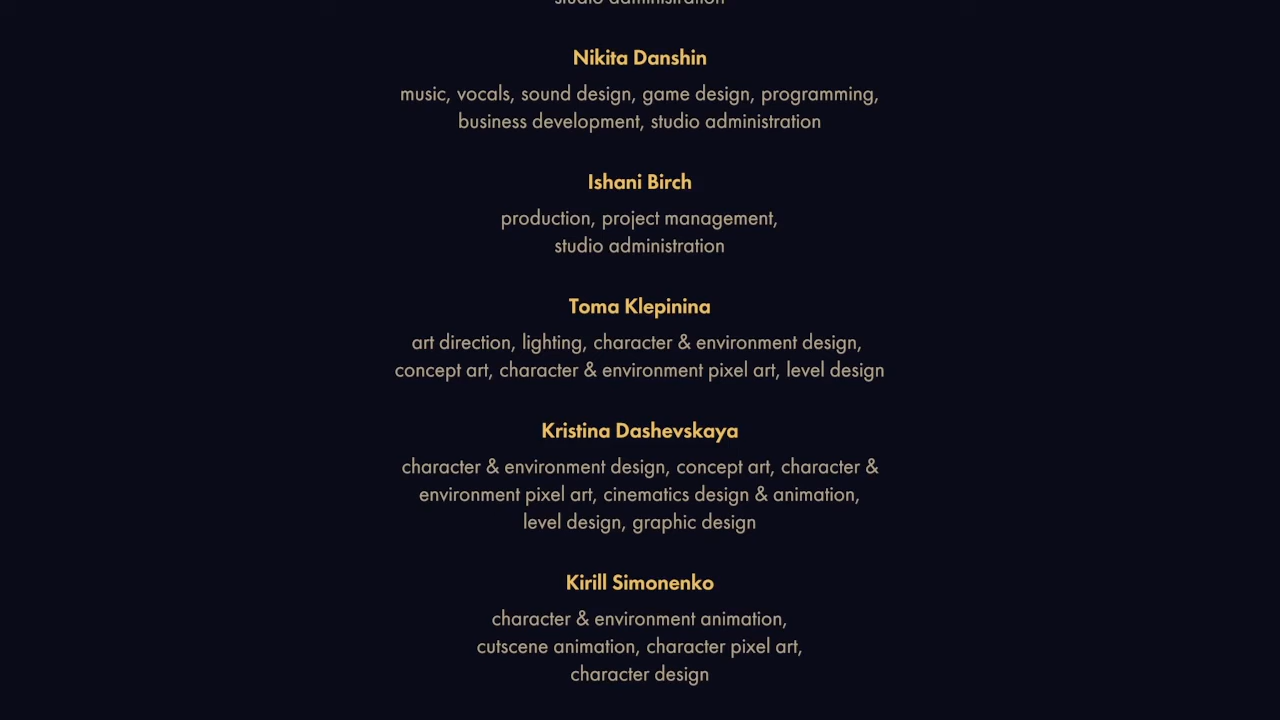 studio administration
Nikita Danshin
music, vocals, sound design, game design, programming,
business development, studio administration
Ishani Birch
production, project management,
studio administration
Toma Klepinina
art direction, lighting, character & environment design,
concept art, character & environment pixel art, level design
Kristina Dashevskaya
character & environment design, concept art, character &
environment pixel art, cinematics design & animation,
level design, graphic design
Kirill Simonenko
character & environment animation,
cutscene animation, character pixel art,
character design